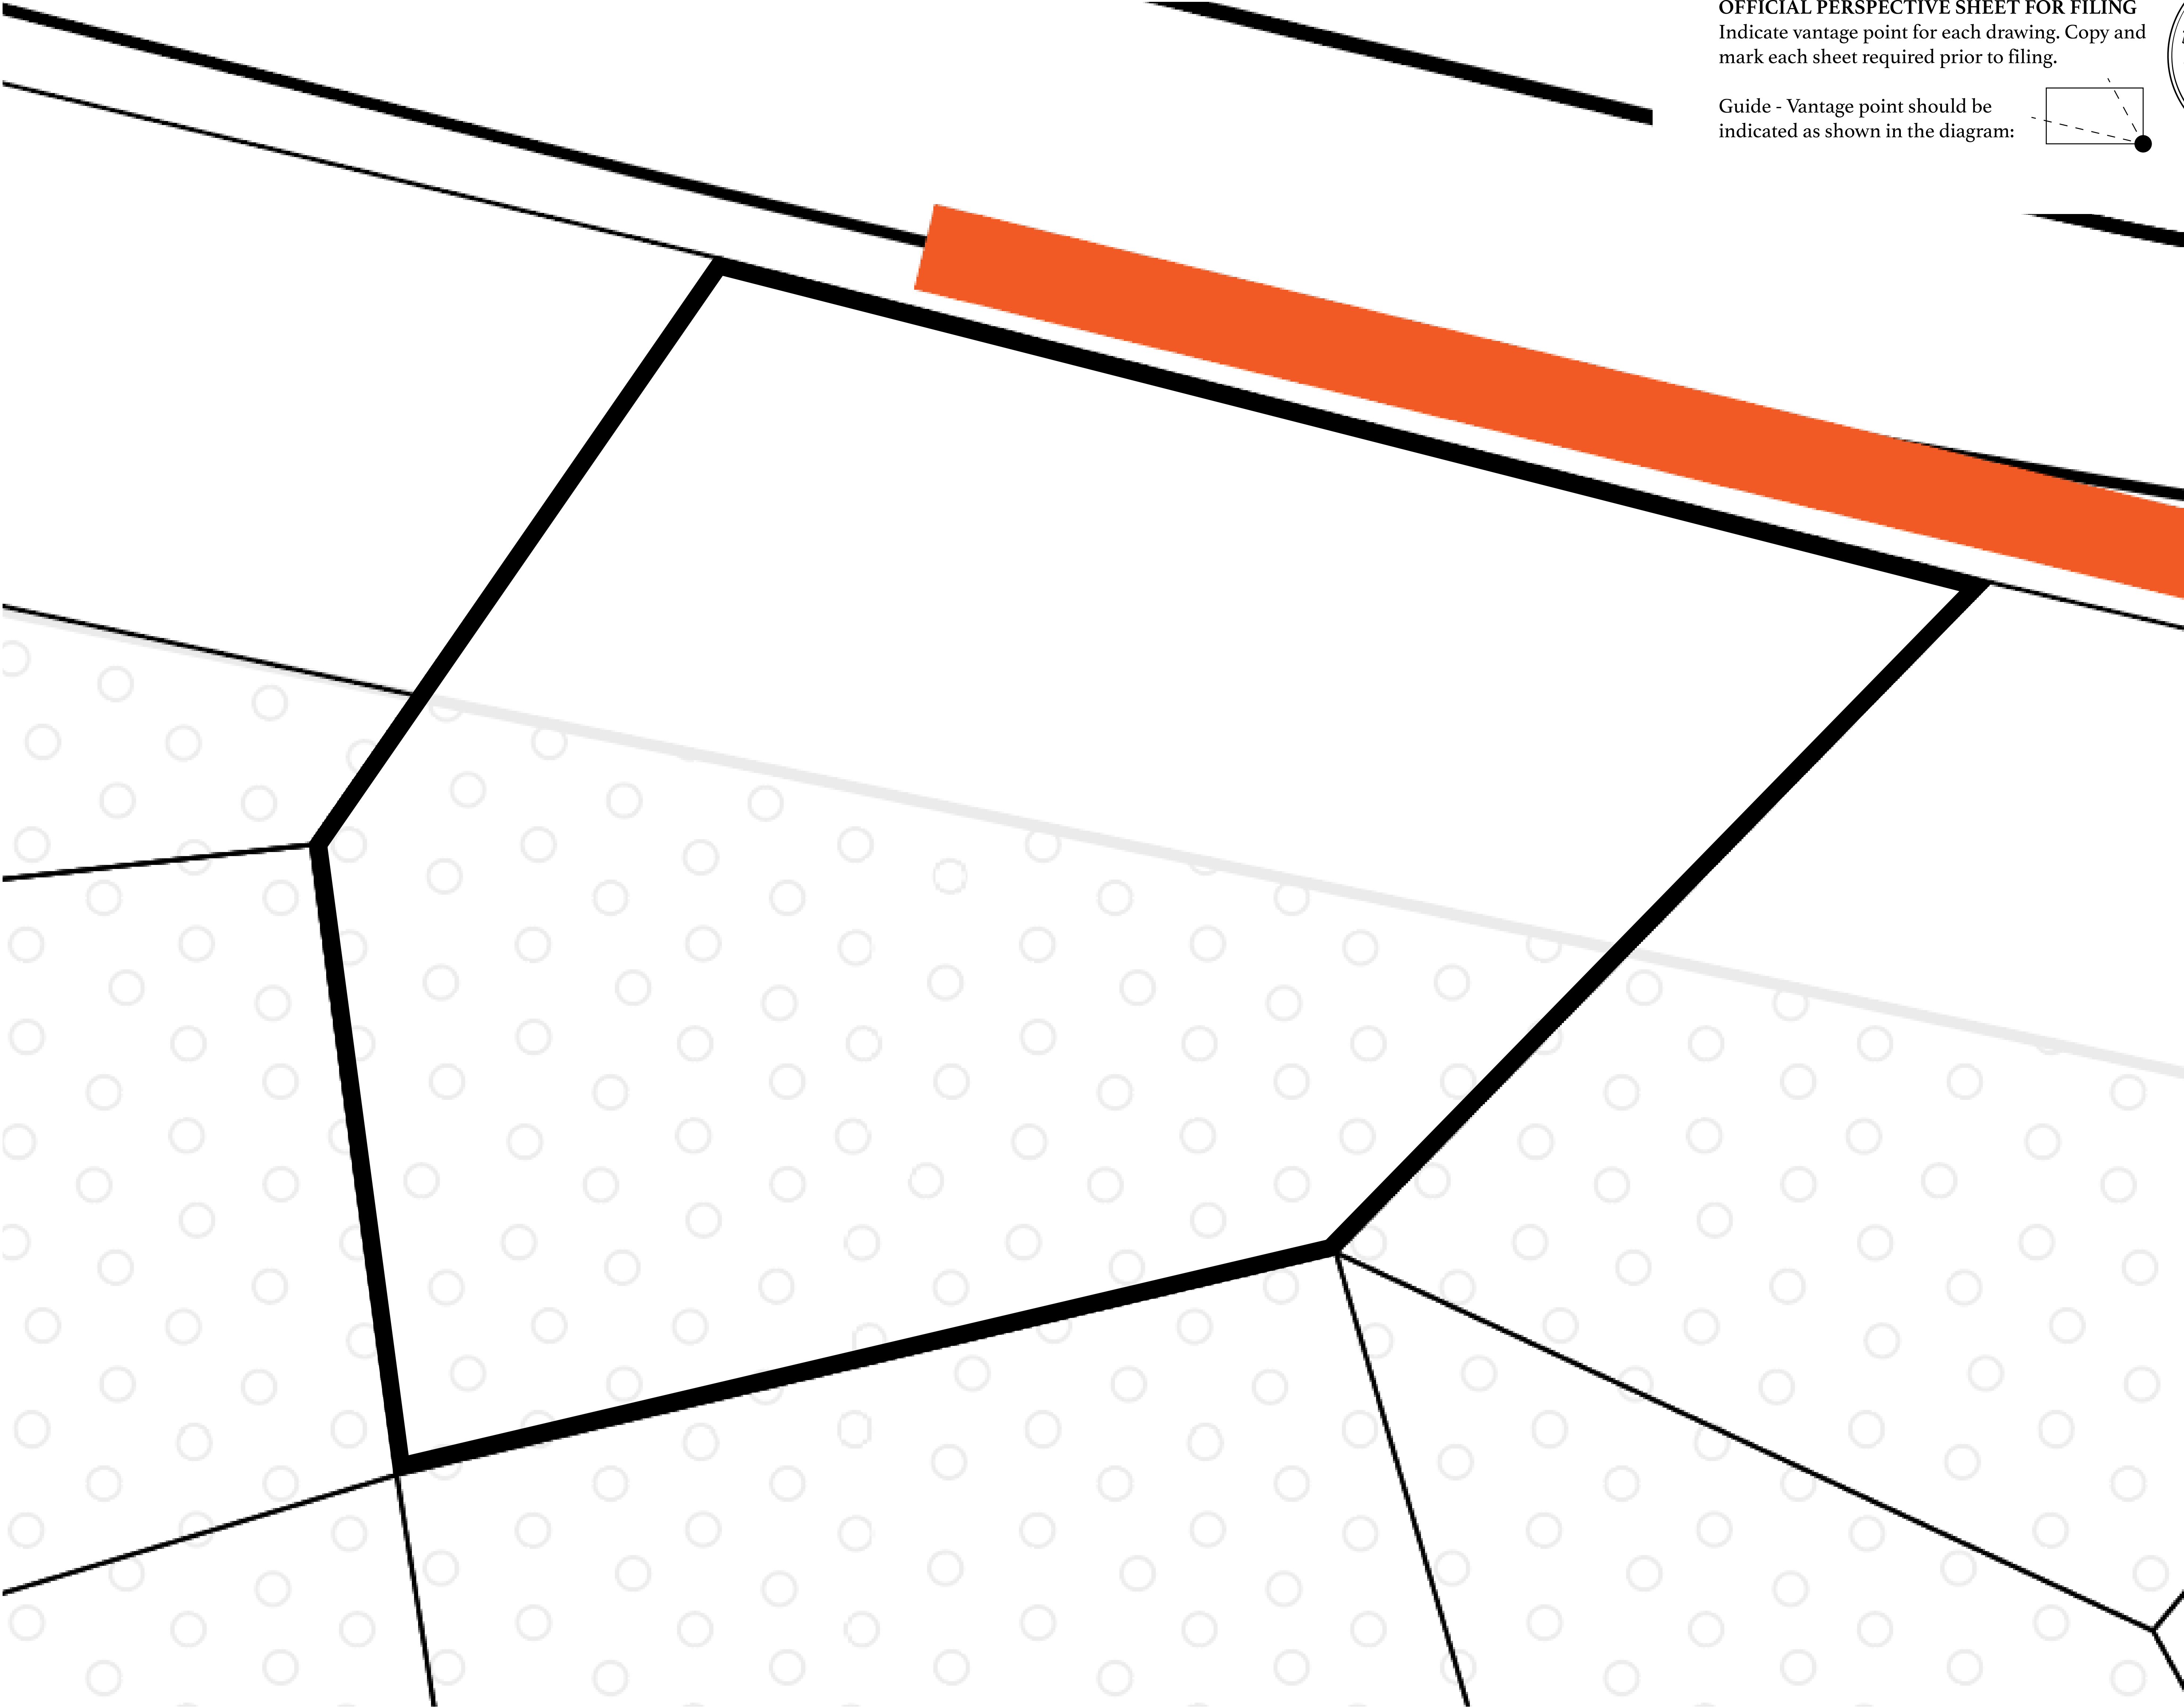 OFFICIAL PERSPECTIVE SHEET FOR FILING
Indicate vantage point for each drawing. Copy and
mark each sheet required prior to filing.
Guide - Vantage point should be
indicated as shown in the diagram: